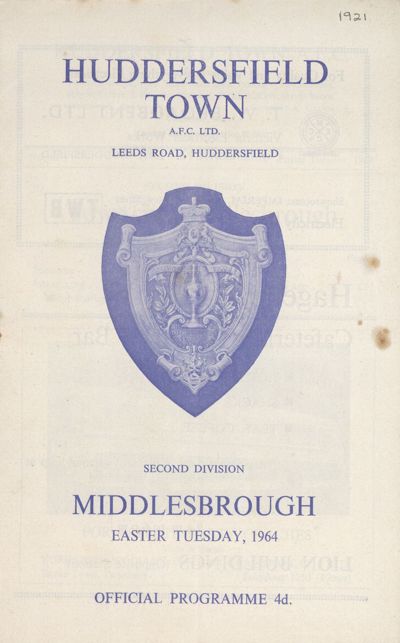 1921
HUDDERSFIELD
TOWN
A.F.C. LTD.
LEEDS ROAD, HUDDERSFIELD
SECOND DIVISION
MIDDLESBROUGH
EASTER TUESDAY, 1964
OFFICIAL PROGRAMME 4d.